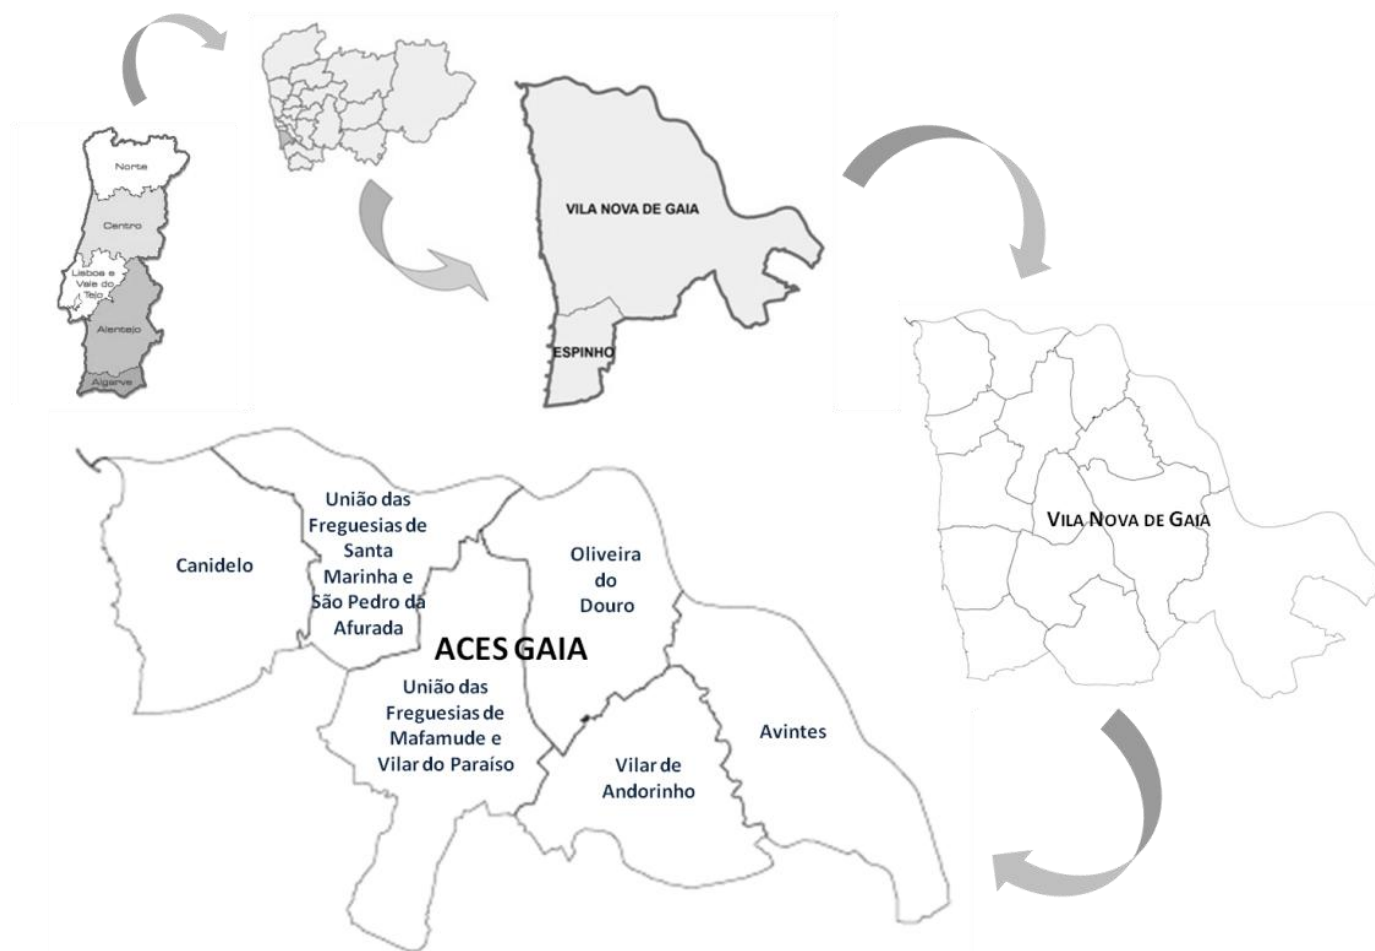 Norte
Centro
Lisboa e
Vale do
Tejo
Alentejo
Algarve
VILA NOVA DE GAIA
ESPINHO
VILA NOVA DE GAIA
Canidelo
União das
Freguesias de
Santa
Marinha e
São Pedro da
Afurada
Oliveira
do
Douro
ACES GAIA
União das
Freguesias de
Mafamude e
Vilar do Paraíso
Vilar de
Andorinho
Avintes